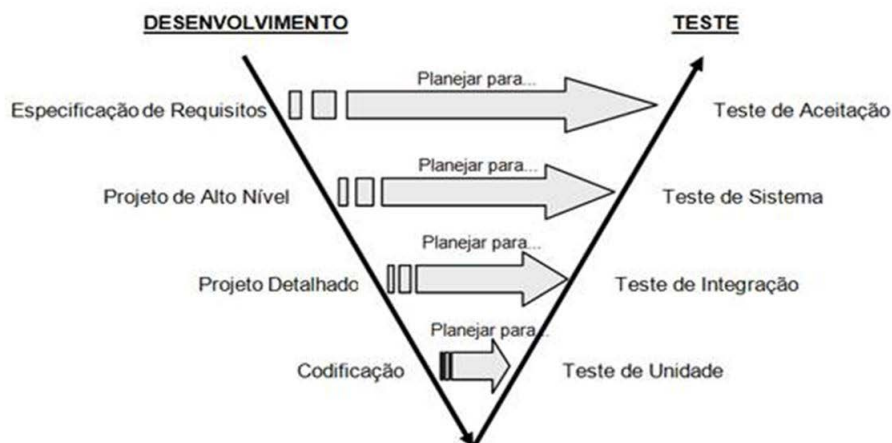 DESENVOLVIMENTO
TESTE
Planejar para...
Especificação de Requisitos
Teste de Aceitação
Planejar para...
Projeto de Alto Nível
Teste de Sistema
Planejar para...
Projeto Detalhado
Teste de Integração
Planejar para...
Codificação
Teste de Unidade